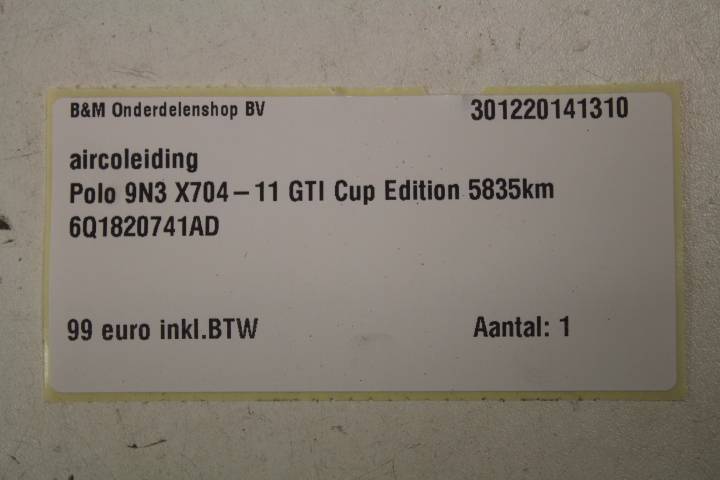 B&M Onderdelenshop BV 301220141310
aircoleiding
Polo 9N3 X704-11 GTI Cup Edition 5835km
6Q1820741AD
99 euro inkl.BTW Aantal: 1